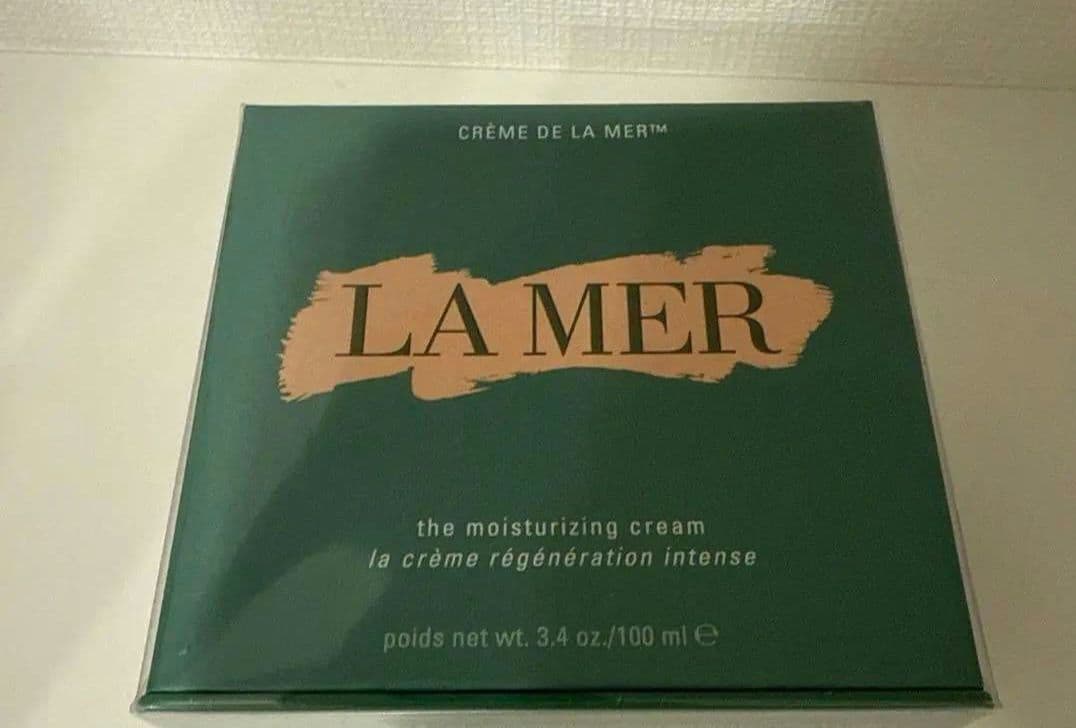 CRÈME DE LA MER™
LA MER
the moisturizing cream
la crème régénération intense
poids net wt. 3.4 oz./100 ml ℮